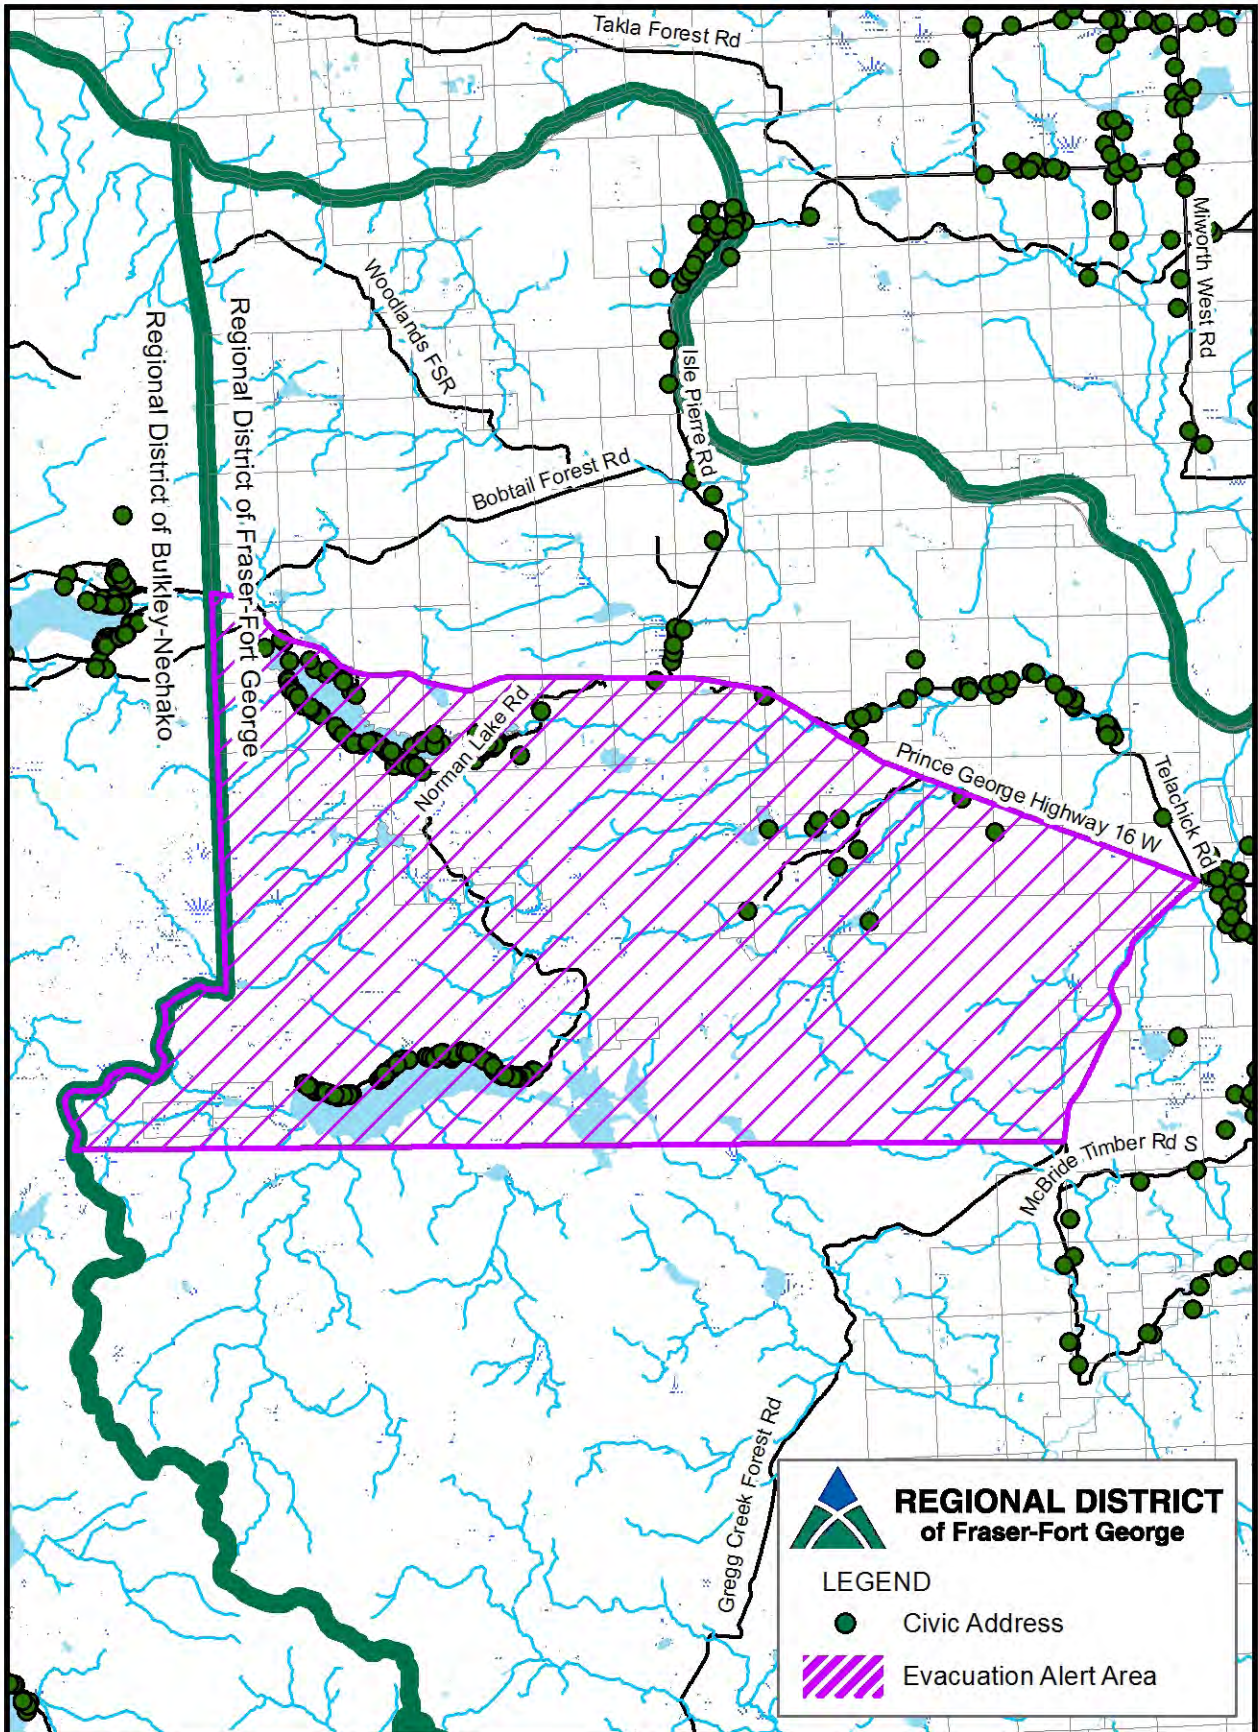 Takla Forest Rd
Miworth West Rd
Woodlands FSR
Regional District of Fraser-Fort George
Regional District of Bulkley-Nechako
Isle Pierre Rd
Bobtail Forest Rd
Norman Lake Rd
Prince George Highway 16 W
Telachick Rd
McBride Timber Rd S
Gregg Creek Forest Rd
REGIONAL DISTRICT
of Fraser-Fort George
LEGEND
Civic Address
Evacuation Alert Area